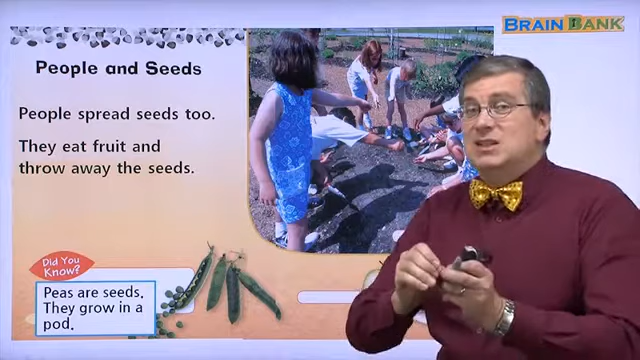 BRAIN BANK
People and Seeds
People spread seeds too.
They eat fruit and
throw away the seeds.
Did You
Know?
Peas are seeds.
They grow in a
pod.